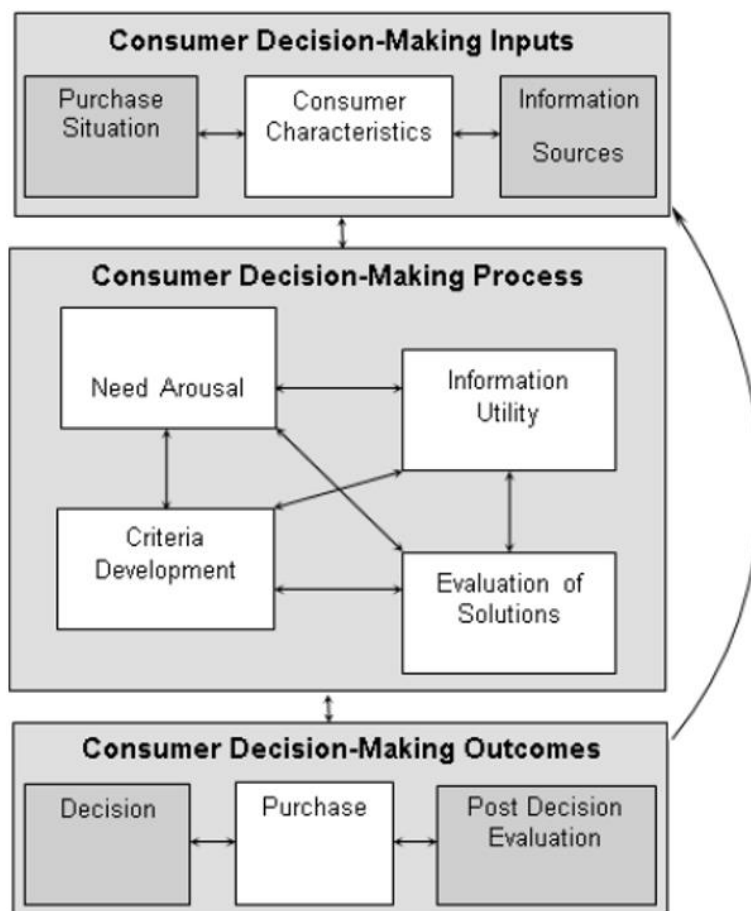 Consumer Decision-Making Inputs
Purchase
Situation
Consumer
Characteristics
Information
Sources
Consumer Decision-Making Process
Need Arousal
Information
Utility
Criteria
Development
Evaluation of
Solutions
Consumer Decision-Making Outcomes
Decision
Purchase
Post Decision
Evaluation